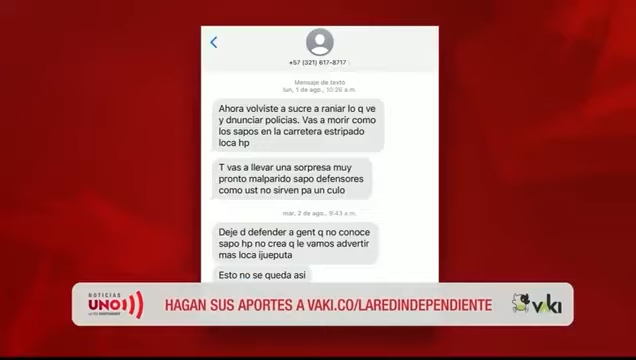 +57 (321) 617-8717
Mensaje de texto
lun, 1 de ago., 10:26 a.m.
Ahora volviste a sucre a raniar lo q ve
y dnunciar policias. Vas a morir como
los sapos en la carretera estripado
loca hp
T vas a llevar una sorpresa muy
pronto malparido sapo defensores
como ust no sirven pa un culo
mar, 2 de ago., 9:43 a.m.
Deje d defender a gent q no conoce
sapo hp no crea q le vamos advertir
mas loca ijueputa
Esto no se queda asi
NOTICIAS
UNO
LA RED INDEPENDIENTE
HAGAN SUS APORTES A VAKI.CO/LAREDINDEPENDIENTE
vaki